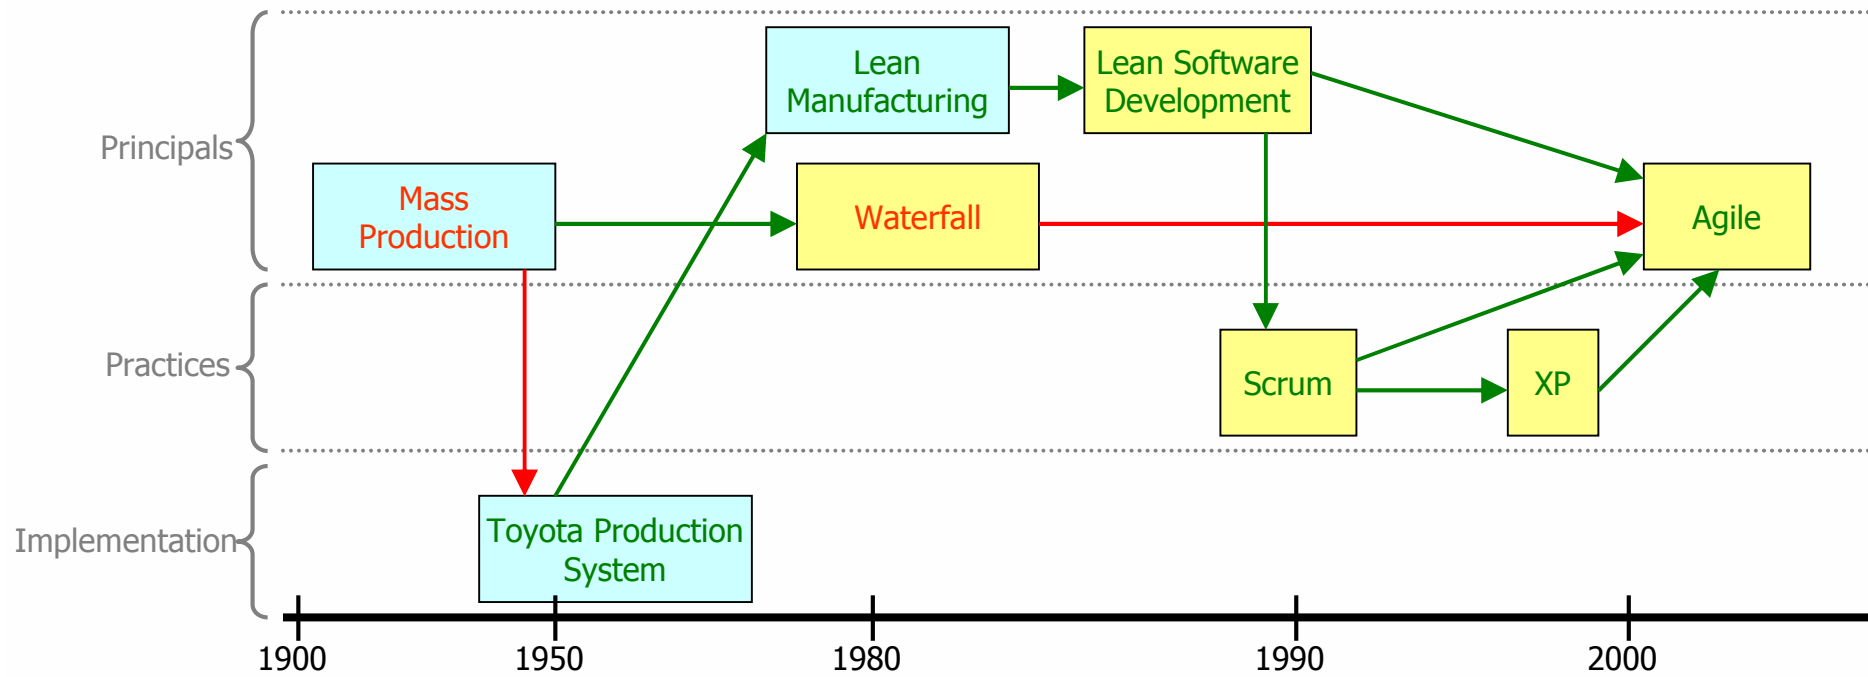 Lean
Manufacturing
Lean Software
Development
Principals
Mass
Production
Waterfall
Agile
Practices
Scrum
XP
Implementation
Toyota Production
System
1900
1950
1980
1990
2000